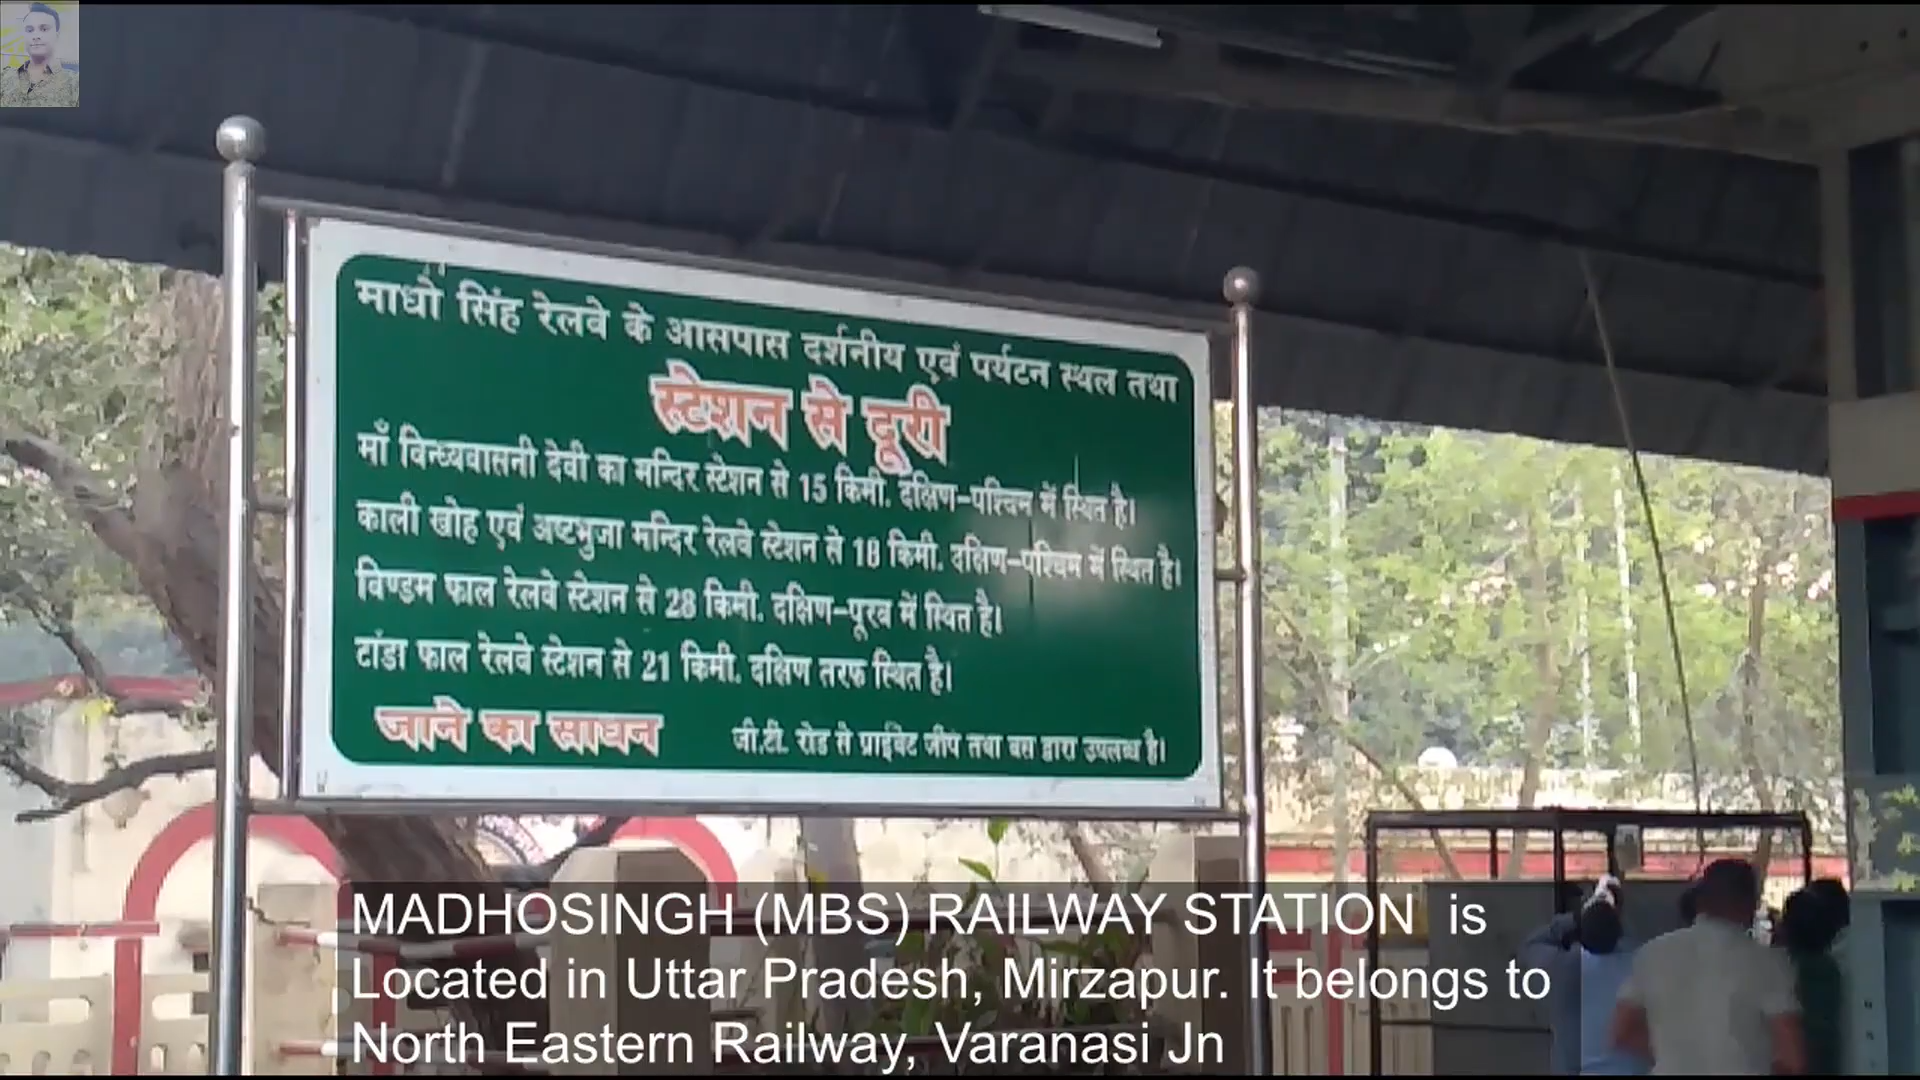 माधो सिंह रेलवे के आसपास दर्शनीय एवं पर्यटन स्थल तथा
स्टेशन से दूरी
माँ विन्ध्यवासनी देवी का मन्दिर स्टेशन से 15 किमी. दक्षिण-पश्चिम में स्थित है।
काली खोह एवं अष्टभुजा मन्दिर रेलवे स्टेशन से 18 किमी. दक्षिण-पश्चिम में स्थित है।
विण्डम फाल रेलवे स्टेशन से 28 किमी. दक्षिण-पूरब में स्थित है।
टांडा फाल रेलवे स्टेशन से 21 किमी. दक्षिण तरफ स्थित है।
जाने का साधन जी.टी. रोड से प्राईवेट जीप तथा बस द्वारा उपलब्ध है।
MADHOSINGH (MBS) RAILWAY STATION is
Located in Uttar Pradesh, Mirzapur. It belongs to
North Eastern Railway, Varanasi Jn